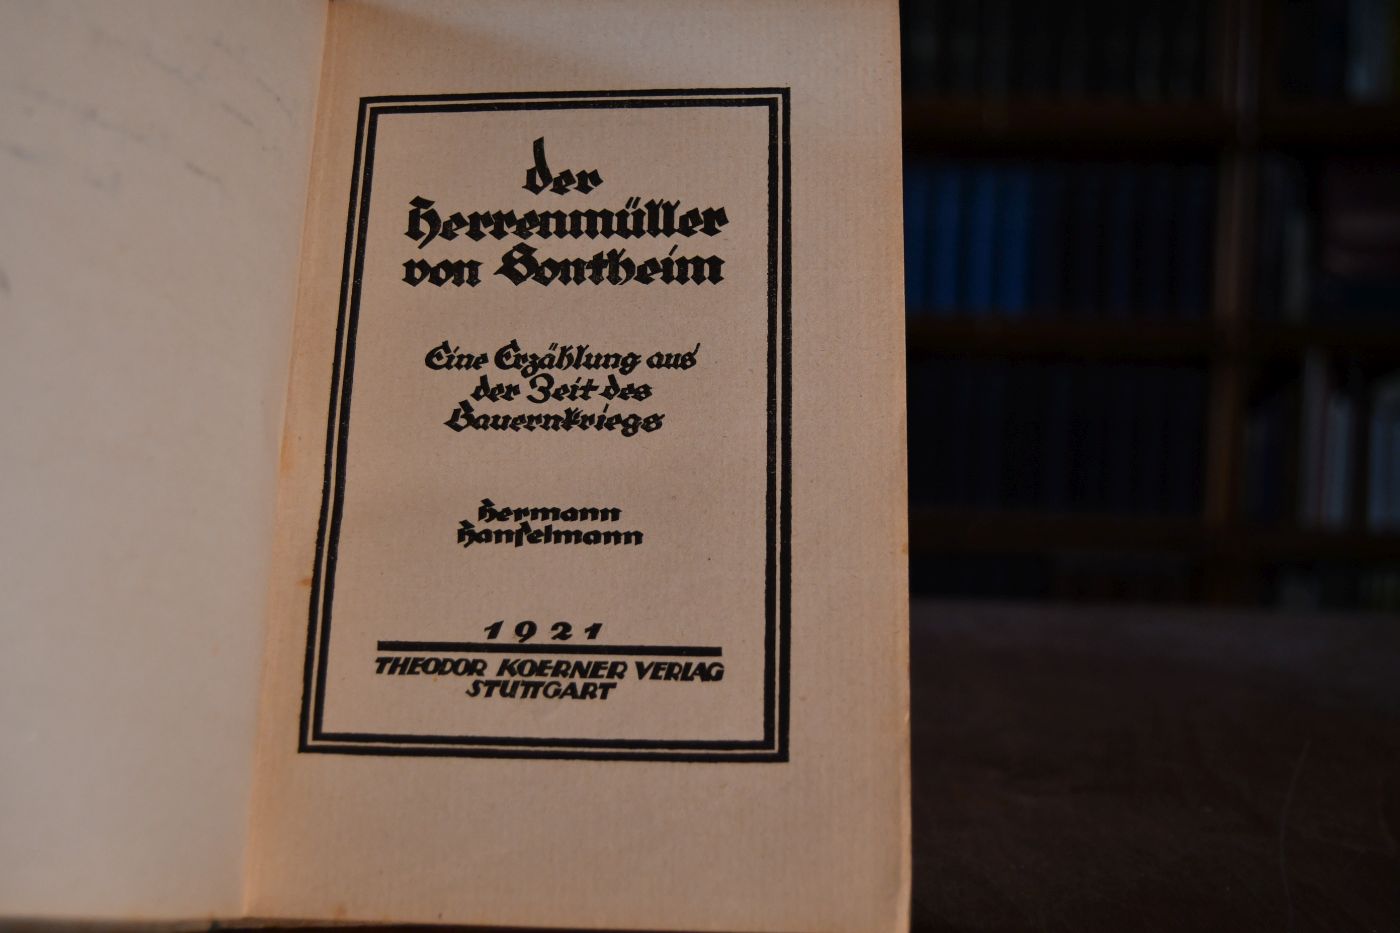 der
Herrenmüller
von Sontheim
Eine Erzählung aus
der Zeit des
Bauernkriegs
Hermann
Hanselmann
1921
THEODOR KOERNER VERLAG
STUTTGART